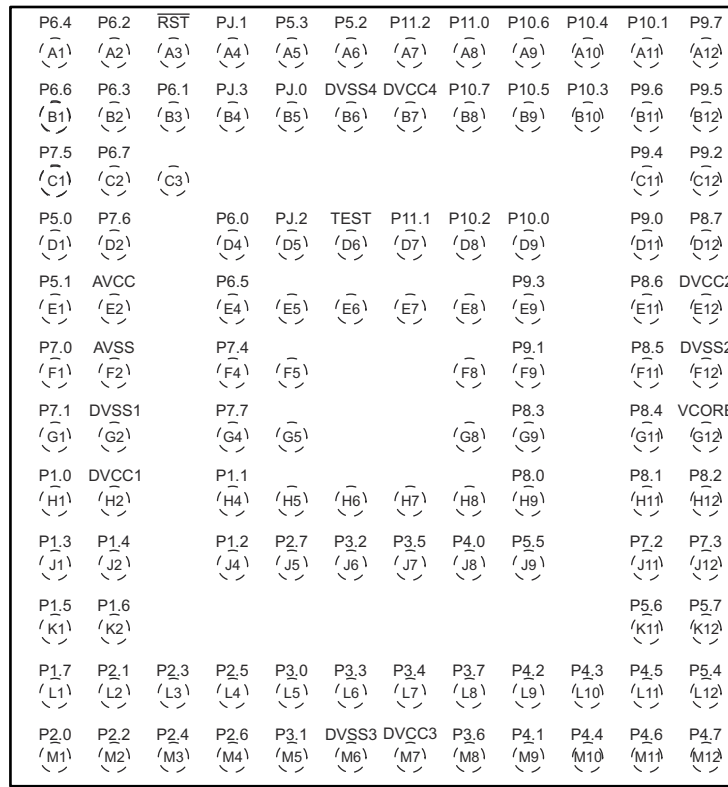 P6.4 P6.2 RST PJ.1 P5.3 P5.2 P11.2 P11.0 P10.6 P10.4 P10.1 P9.7
A1 A2 A3 A4 A5 A6 A7 A8 A9 A10 A11 A12
P6.6 P6.3 P6.1 PJ.3 PJ.0 DVSS4 DVCC4 P10.7 P10.5 P10.3 P9.6 P9.5
B1 B2 B3 B4 B5 B6 B7 B8 B9 B10 B11 B12
P7.5 P6.7 P9.4 P9.2
C1 C2 C3 C11 C12
P5.0 P7.6 P6.0 PJ.2 TEST P11.1 P10.2 P10.0 P9.0 P8.7
D1 D2 D4 D5 D6 D7 D8 D9 D11 D12
P5.1 AVCC P6.5 P9.3 P8.6 DVCC2
E1 E2 E4 E5 E6 E7 E8 E9 E11 E12
P7.0 AVSS P7.4 P9.1 P8.5 DVSS2
F1 F2 F4 F5 F8 F9 F11 F12
P7.1 DVSS1 P7.7 P8.3 P8.4 VCORE
G1 G2 G4 G5 G8 G9 G11 G12
P1.0 DVCC1 P1.1 P8.0 P8.1 P8.2
H1 H2 H4 H5 H6 H7 H8 H9 H11 H12
P1.3 P1.4 P1.2 P2.7 P3.2 P3.5 P4.0 P5.5 P7.2 P7.3
J1 J2 J4 J5 J6 J7 J8 J9 J11 J12
P1.5 P1.6 P5.6 P5.7
K1 K2 K11 K12
P1.7 P2.1 P2.3 P2.5 P3.0 P3.3 P3.4 P3.7 P4.2 P4.3 P4.5 P5.4
L1 L2 L3 L4 L5 L6 L7 L8 L9 L10 L11 L12
P2.0 P2.2 P2.4 P2.6 P3.1 DVSS3 DVCC3 P3.6 P4.1 P4.4 P4.6 P4.7
M1 M2 M3 M4 M5 M6 M7 M8 M9 M10 M11 M12